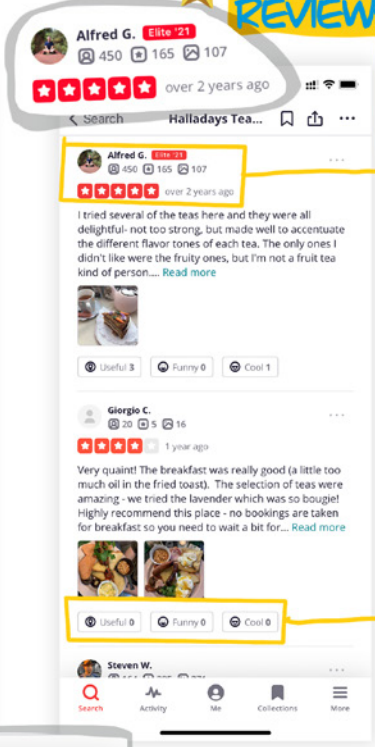 REVIEW
Alfred G. Elite '21
450 165 107
over 2 years ago
Search Halladays Tea...
Alfred G. Elite '21
450 165 107
over 2 years ago
I tried several of the teas here and they were all
delightful- not too strong, but made well to accentuate
the different flavor tones of each tea. The only ones I
didn't like were the fruity ones, but I'm not a fruit tea
kind of person.... Read more
Useful 3 Funny 0 Cool 1
Giorgio C.
20 5 16
1 year ago
Very quaint! The breakfast was really good (a little too
much oil in the fried toast). The selection of teas were
amazing - we tried the lavender which was so bougie!
Highly recommend this place - no bookings are taken
for breakfast so you need to wait a bit for... Read more
Useful 0 Funny 0 Cool 0
Steven W.
Search Activity Me Collections More